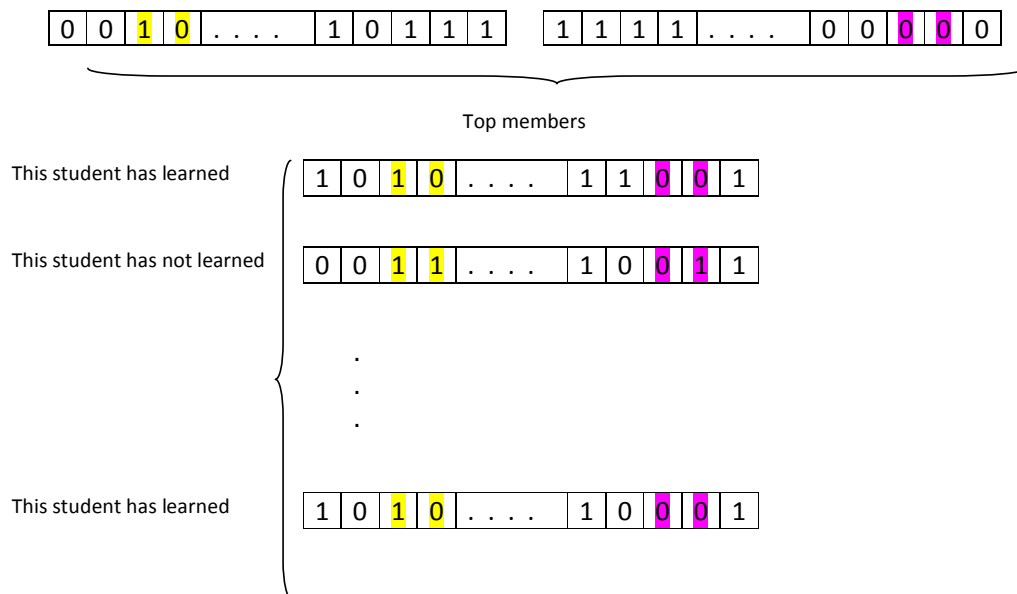 0 0 1 0 . . . . 1 0 1 1 1 1 1 1 1 . . . . 0 0 0 0 0
Top members
This student has learned 1 0 1 0 . . . . 1 1 0 0 1
This student has not learned 0 0 1 1 . . . . 1 0 0 1 1
.
.
.
This student has learned 1 0 1 0 . . . . 1 0 0 0 1